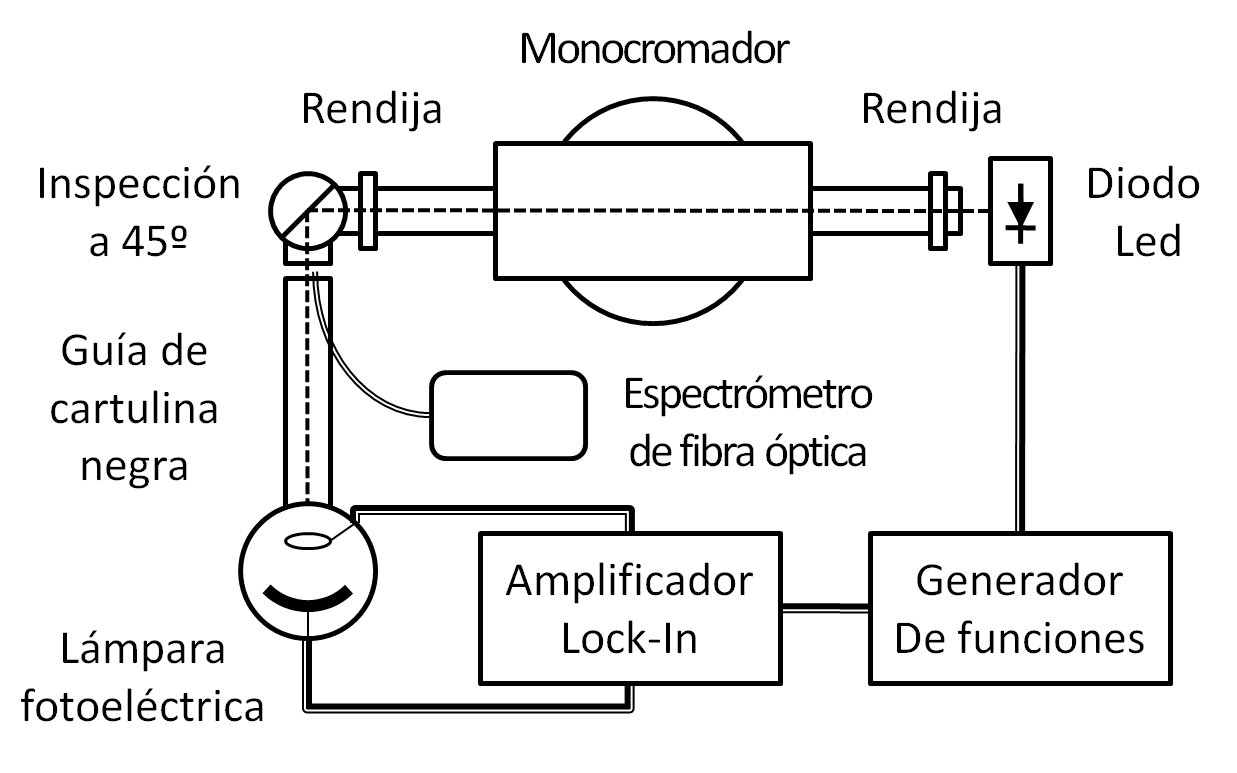 Monocromador
Rendija
Rendija
Inspección
a 45º
Diodo
Led
Guía de
cartulina
negra
Espectrómetro
de fibra óptica
Amplificador
Lock-In
Generador
De funciones
Lámpara
fotoeléctrica